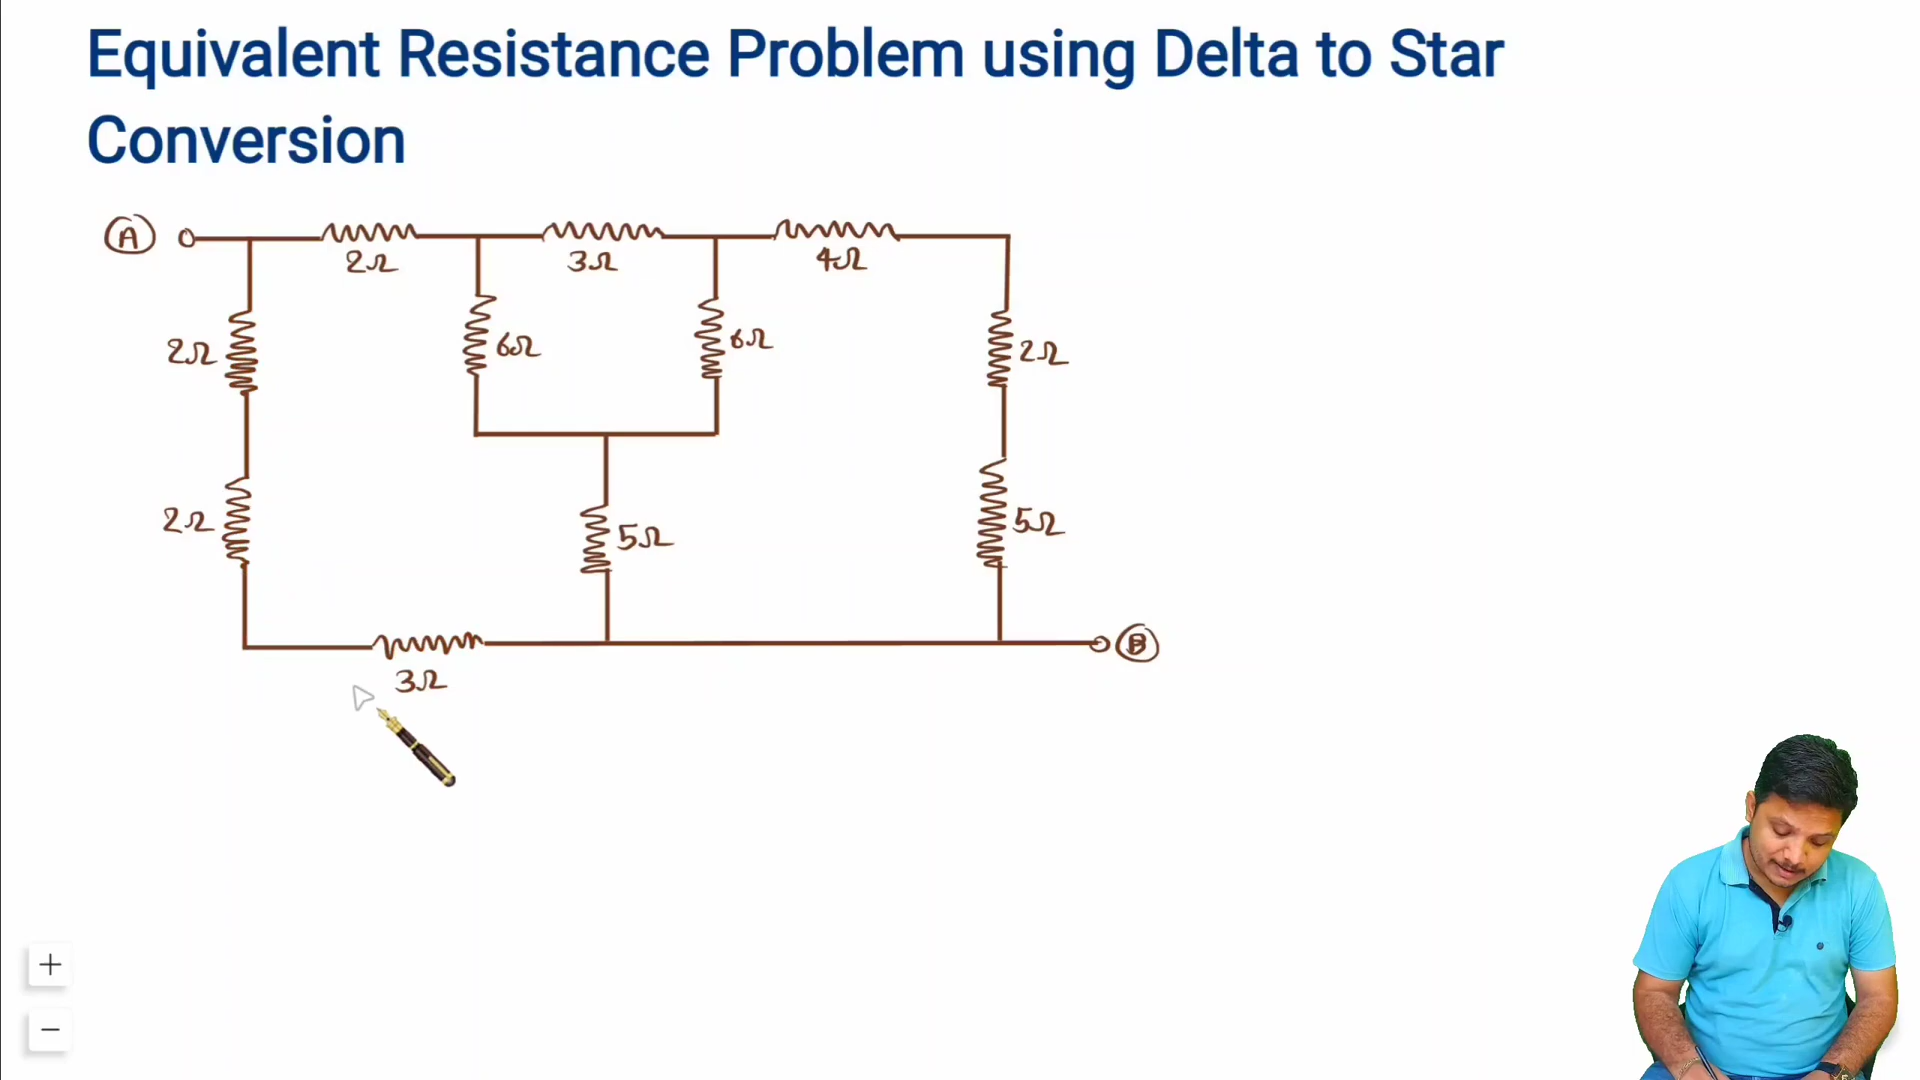 Equivalent Resistance Problem using Delta to Star
Conversion
A
2Ω 3Ω 4Ω
2Ω 6Ω 6Ω 2Ω
2Ω 5Ω 5Ω
B
3Ω
+
−